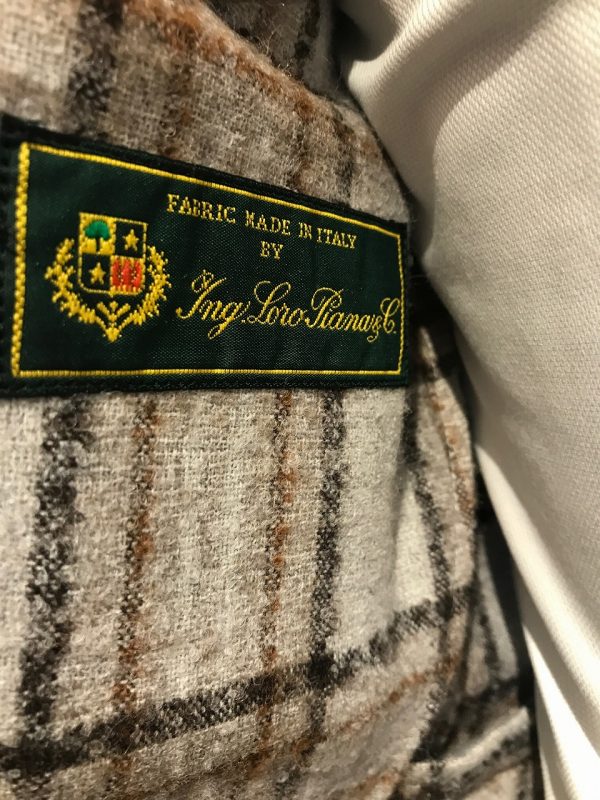 FABRIC MADE IN ITALY
BY
Ing. Loro Piana & C.